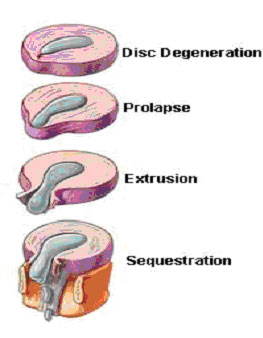 Disc Degeneration
Prolapse
Extrusion
Sequestration